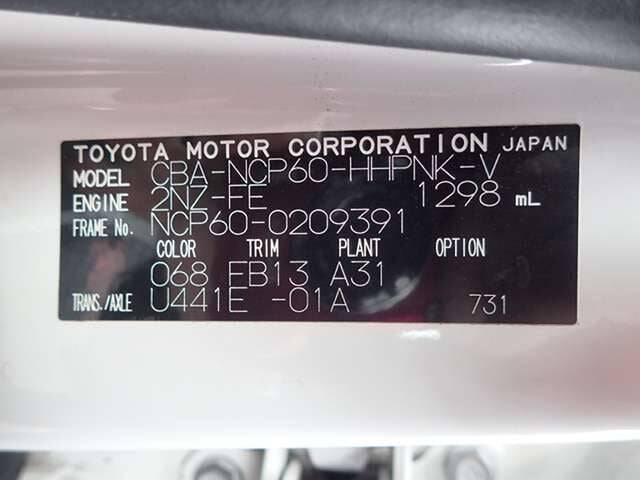 TOYOTA MOTOR CORPORATION JAPAN
MODEL CBA-NCP60-HHPNK-V
ENGINE 2NZ-FE 1298 mL
FRAME No. NCP60-0209391
COLOR TRIM PLANT OPTION
068 FB13 A31
TRANS./AXLE U441E -01A 731